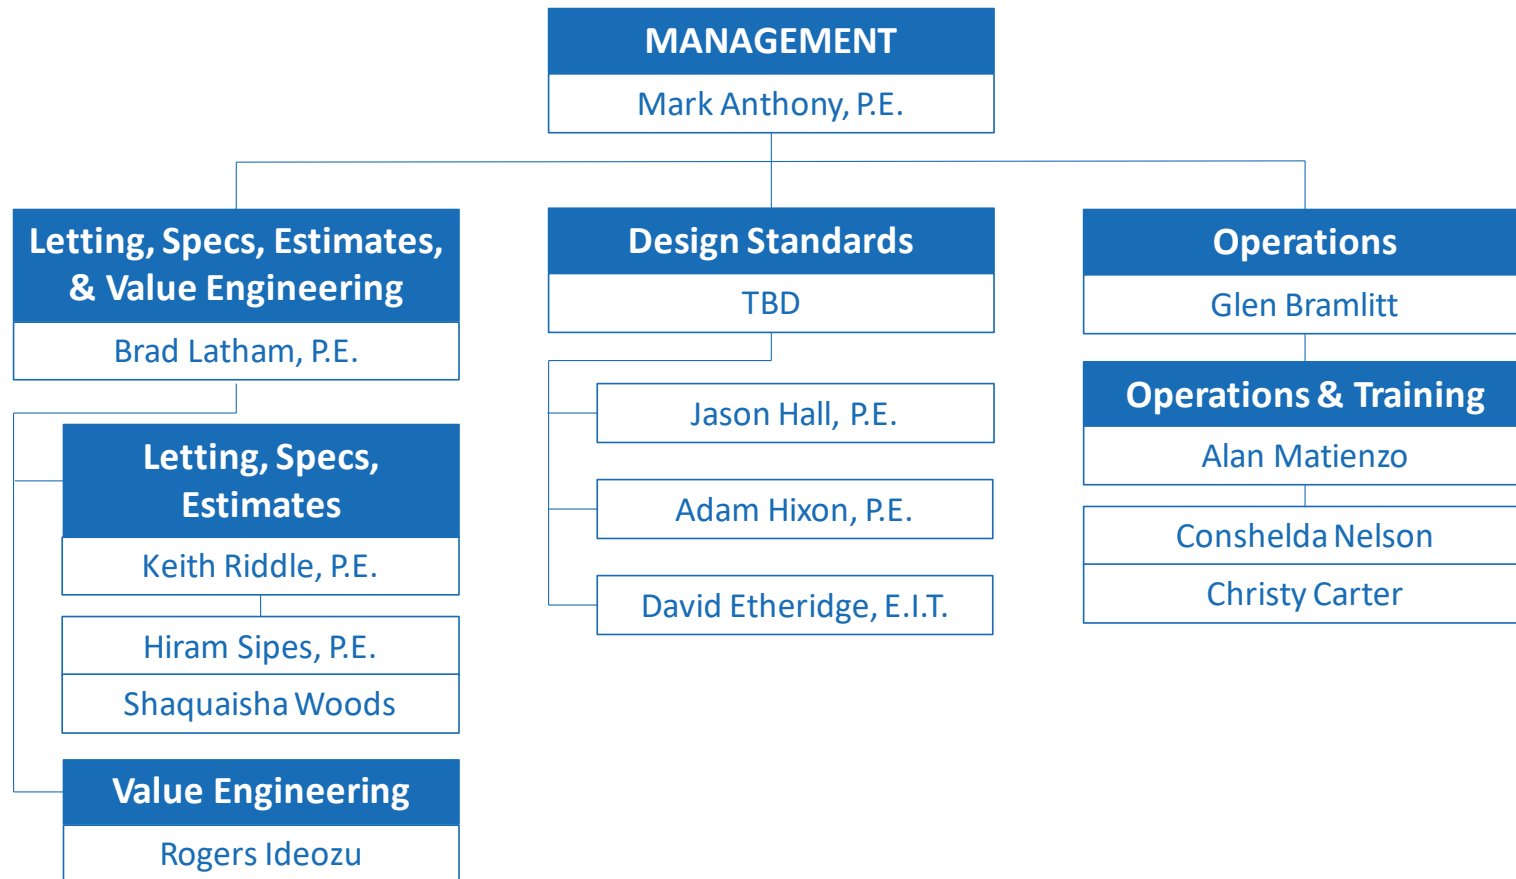 MANAGEMENT
Mark Anthony, P.E.
Letting, Specs, Estimates,
& Value Engineering
Brad Latham, P.E.
Letting, Specs,
Estimates
Keith Riddle, P.E.
Hiram Sipes, P.E.
Shaquaisha Woods
Value Engineering
Rogers Ideozu
Design Standards
TBD
Jason Hall, P.E.
Adam Hixon, P.E.
David Etheridge, E.I.T.
Operations
Glen Bramlitt
Operations & Training
Alan Matienzo
Conshelda Nelson
Christy Carter